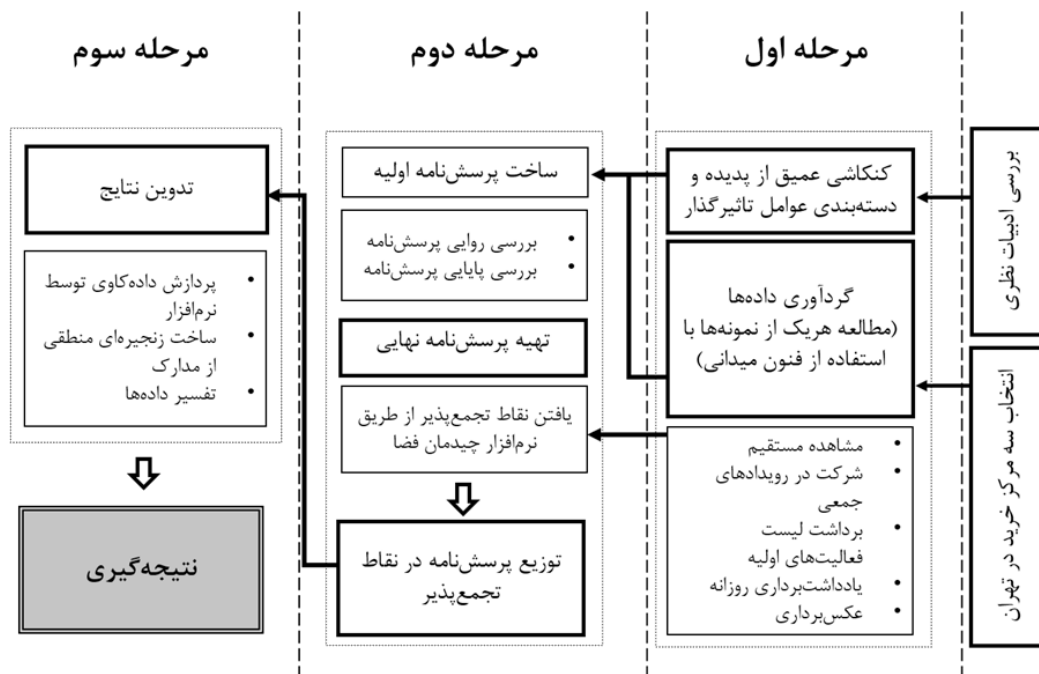 مرحله اول
مرحله دوم
مرحله سوم
بررسی ادبیات نظری
انتخاب سه مرکز خرید در تهران
کنکاشی عمیق از پدیده و
دسته‌بندی عوامل تاثیرگذار
گردآوری داده‌ها
(مطالعه هریک از نمونه‌ها با
استفاده از فنون میدانی)
• مشاهده مستقیم
• شرکت در رویدادهای
جمعی
• برداشت لیست
فعالیت‌های اولیه
• یادداشت‌برداری روزانه
• عکس‌برداری
ساخت پرسش‌نامه اولیه
• بررسی روایی پرسش‌نامه
• بررسی پایایی پرسش‌نامه
تهیه پرسش‌نامه نهایی
یافتن نقاط تجمع‌پذیر از طریق
نرم‌افزار چیدمان فضا
توزیع پرسش‌نامه در نقاط
تجمع‌پذیر
تدوین نتایج
• پردازش داده‌کاوی توسط
نرم‌افزار
• ساخت زنجیره‌ای منطقی
از مدارک
• تفسیر داده‌ها
نتیجه‌گیری